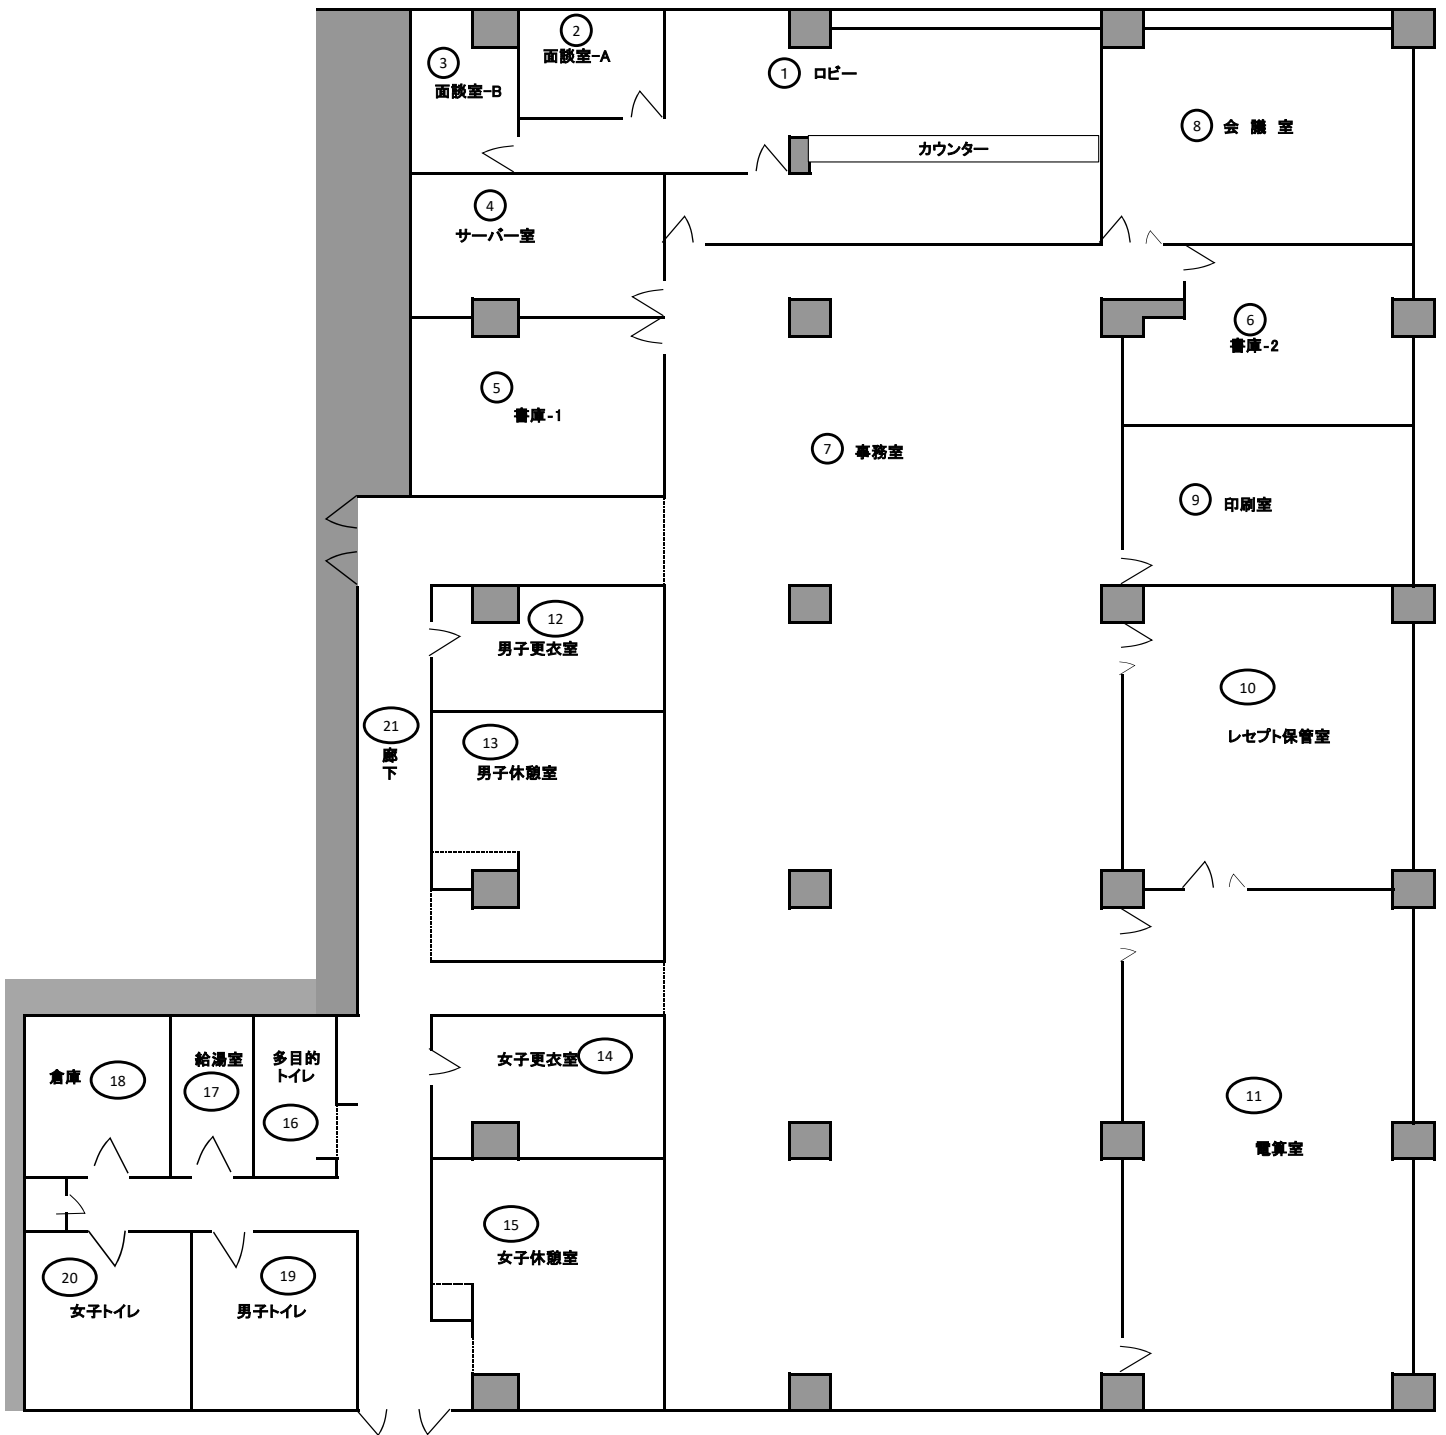 2
面談室-A
3
面談室-B
1 ロビー
8 会 議 室
カウンター
4
サーバー室
6
書庫-2
5
書庫-1
7 事務室
9 印刷室
12
男子更衣室
10
レセプト保管室
21
廊
下
13
男子休憩室
女子更衣室 14
倉庫 18
給湯室
17
多目的
トイレ
16
11
電算室
15
女子休憩室
20
女子トイレ
19
男子トイレ